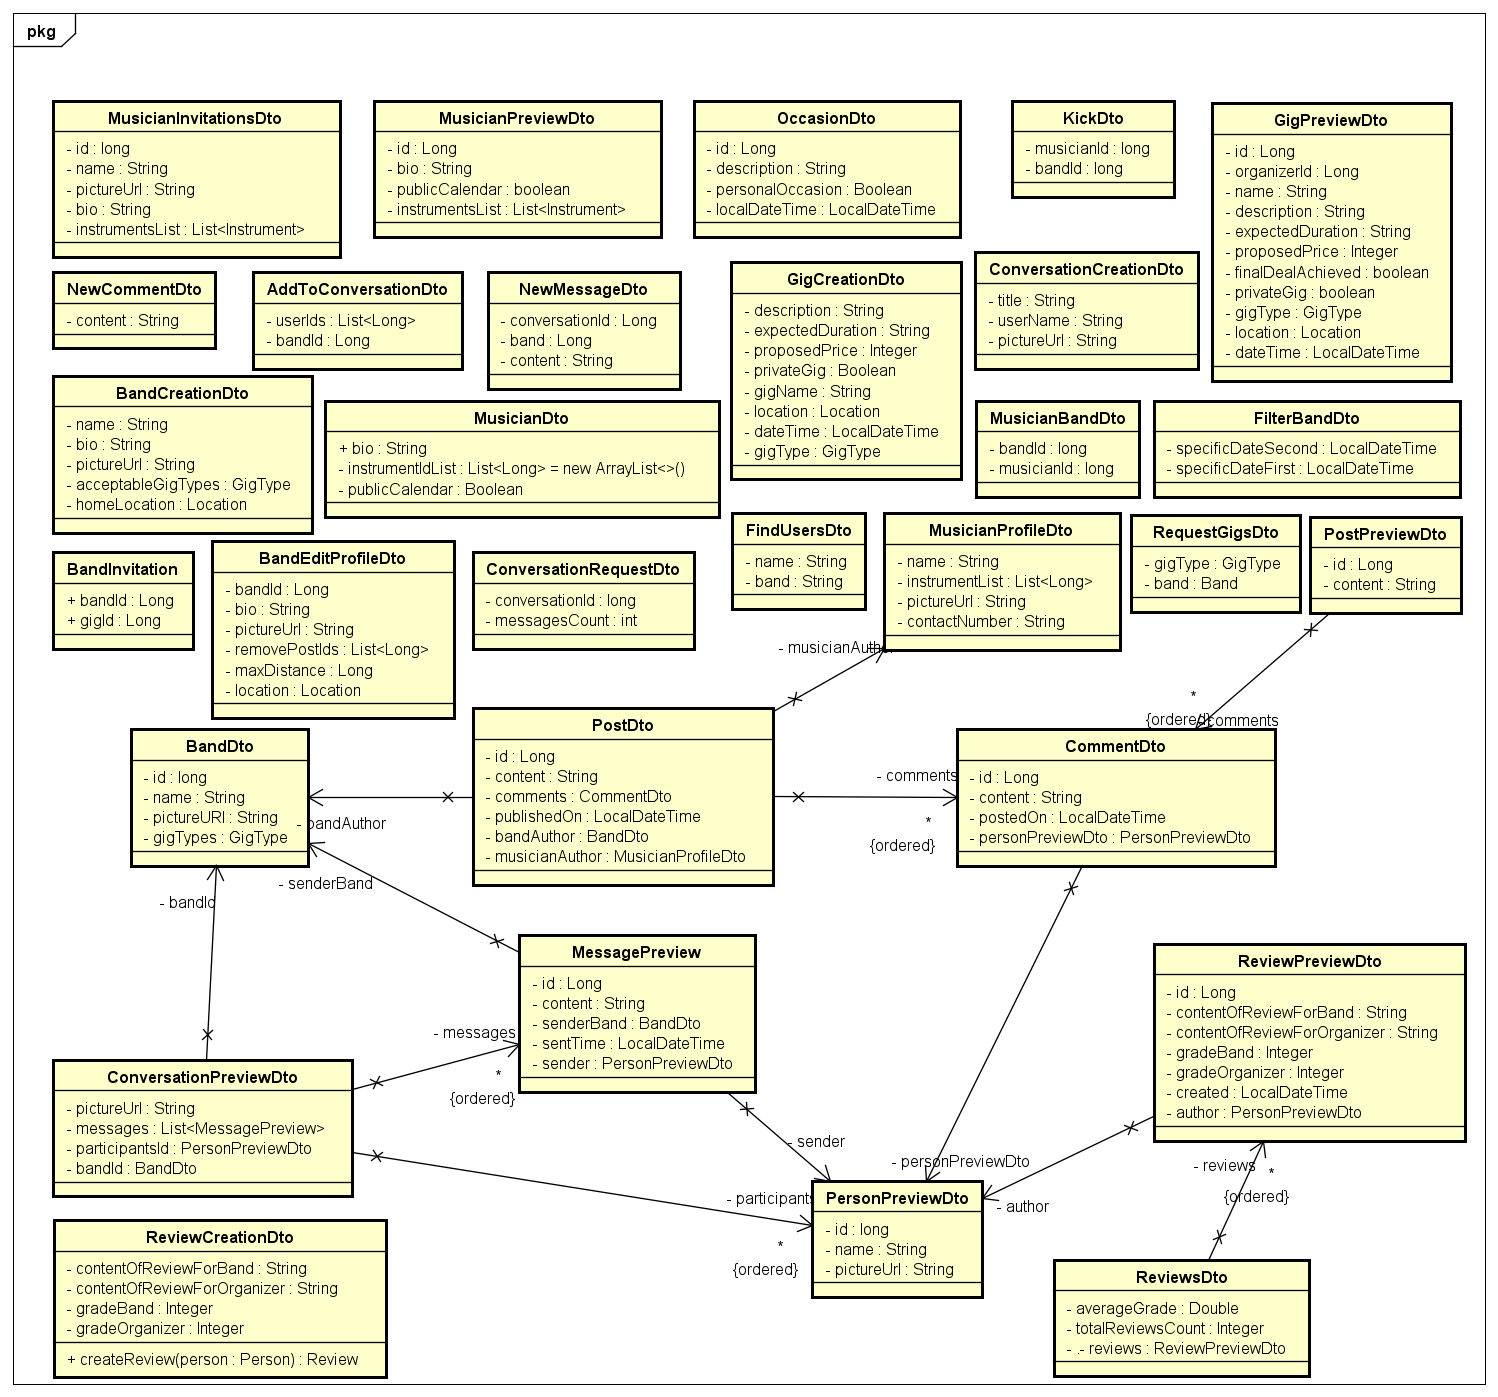 pkg
MusicianInvitationsDto
- id : long
- name : String
- pictureUrl : String
- bio : String
- instrumentsList : List<Instrument>
MusicianPreviewDto
- id : Long
- bio : String
- publicCalendar : boolean
- instrumentsList : List<Instrument>
OccasionDto
- id : Long
- description : String
- personalOccasion : Boolean
- localDateTime : LocalDateTime
KickDto
- musicianId : long
- bandId : long
GigPreviewDto
- id : Long
- organizerId : Long
- name : String
- description : String
- expectedDuration : String
- proposedPrice : Integer
- finalDealAchieved : boolean
- privateGig : boolean
- gigType : GigType
- location : Location
- dateTime : LocalDateTime
NewCommentDto
- content : String
AddToConversationDto
- userIds : List<Long>
- bandId : Long
NewMessageDto
- conversationId : Long
- band : Long
- content : String
GigCreationDto
- description : String
- expectedDuration : String
- proposedPrice : Integer
- privateGig : Boolean
- gigName : String
- location : Location
- dateTime : LocalDateTime
- gigType : GigType
ConversationCreationDto
- title : String
- userName : String
- pictureUrl : String
BandCreationDto
- name : String
- bio : String
- pictureUrl : String
- acceptableGigTypes : GigType
- homeLocation : Location
MusicianDto
+ bio : String
- instrumentIdList : List<Long> = new ArrayList<>()
- publicCalendar : Boolean
MusicianBandDto
- bandId : long
- musicianId : long
FilterBandDto
- specificDateSecond : LocalDateTime
- specificDateFirst : LocalDateTime
BandInvitation
+ bandId : Long
+ gigId : Long
BandEditProfileDto
- bandId : Long
- bio : String
- pictureUrl : String
- removePostIds : List<Long>
- maxDistance : Long
- location : Location
ConversationRequestDto
- conversationId : long
- messagesCount : int
FindUsersDto
- name : String
- band : String
MusicianProfileDto
- name : String
- instrumentList : List<Long>
- pictureUrl : String
- contactNumber : String
RequestGigsDto
- gigType : GigType
- band : Band
PostPreviewDto
- id : Long
- content : String
- musicianAuthor
*
{ordered}
- comments
BandDto
- id : long
- name : String
- pictureURl : String
- gigTypes : GigType
PostDto
- id : Long
- content : String
- comments : CommentDto
- publishedOn : LocalDateTime
- bandAuthor : BandDto
- musicianAuthor : MusicianProfileDto
- comments
*
{ordered}
CommentDto
- id : Long
- content : String
- postedOn : LocalDateTime
- personPreviewDto : PersonPreviewDto
- bandAuthor
- senderBand
- bandId
MessagePreview
- id : Long
- content : String
- senderBand : BandDto
- sentTime : LocalDateTime
- sender : PersonPreviewDto
ReviewPreviewDto
- id : Long
- contentOfReviewForBand : String
- contentOfReviewForOrganizer : String
- gradeBand : Integer
- gradeOrganizer : Integer
- created : LocalDateTime
- author : PersonPreviewDto
- messages
*
{ordered}
ConversationPreviewDto
- pictureUrl : String
- messages : List<MessagePreview>
- participantsId : PersonPreviewDto
- bandId : BandDto
- sender
- personPreviewDto
- reviews
*
{ordered}
- author
- participants
*
{ordered}
PersonPreviewDto
- id : long
- name : String
- pictureUrl : String
ReviewCreationDto
- contentOfReviewForBand : String
- contentOfReviewForOrganizer : String
- gradeBand : Integer
- gradeOrganizer : Integer
+ createReview(person : Person) : Review
ReviewsDto
- averageGrade : Double
- totalReviewsCount : Integer
- .- reviews : ReviewPreviewDto